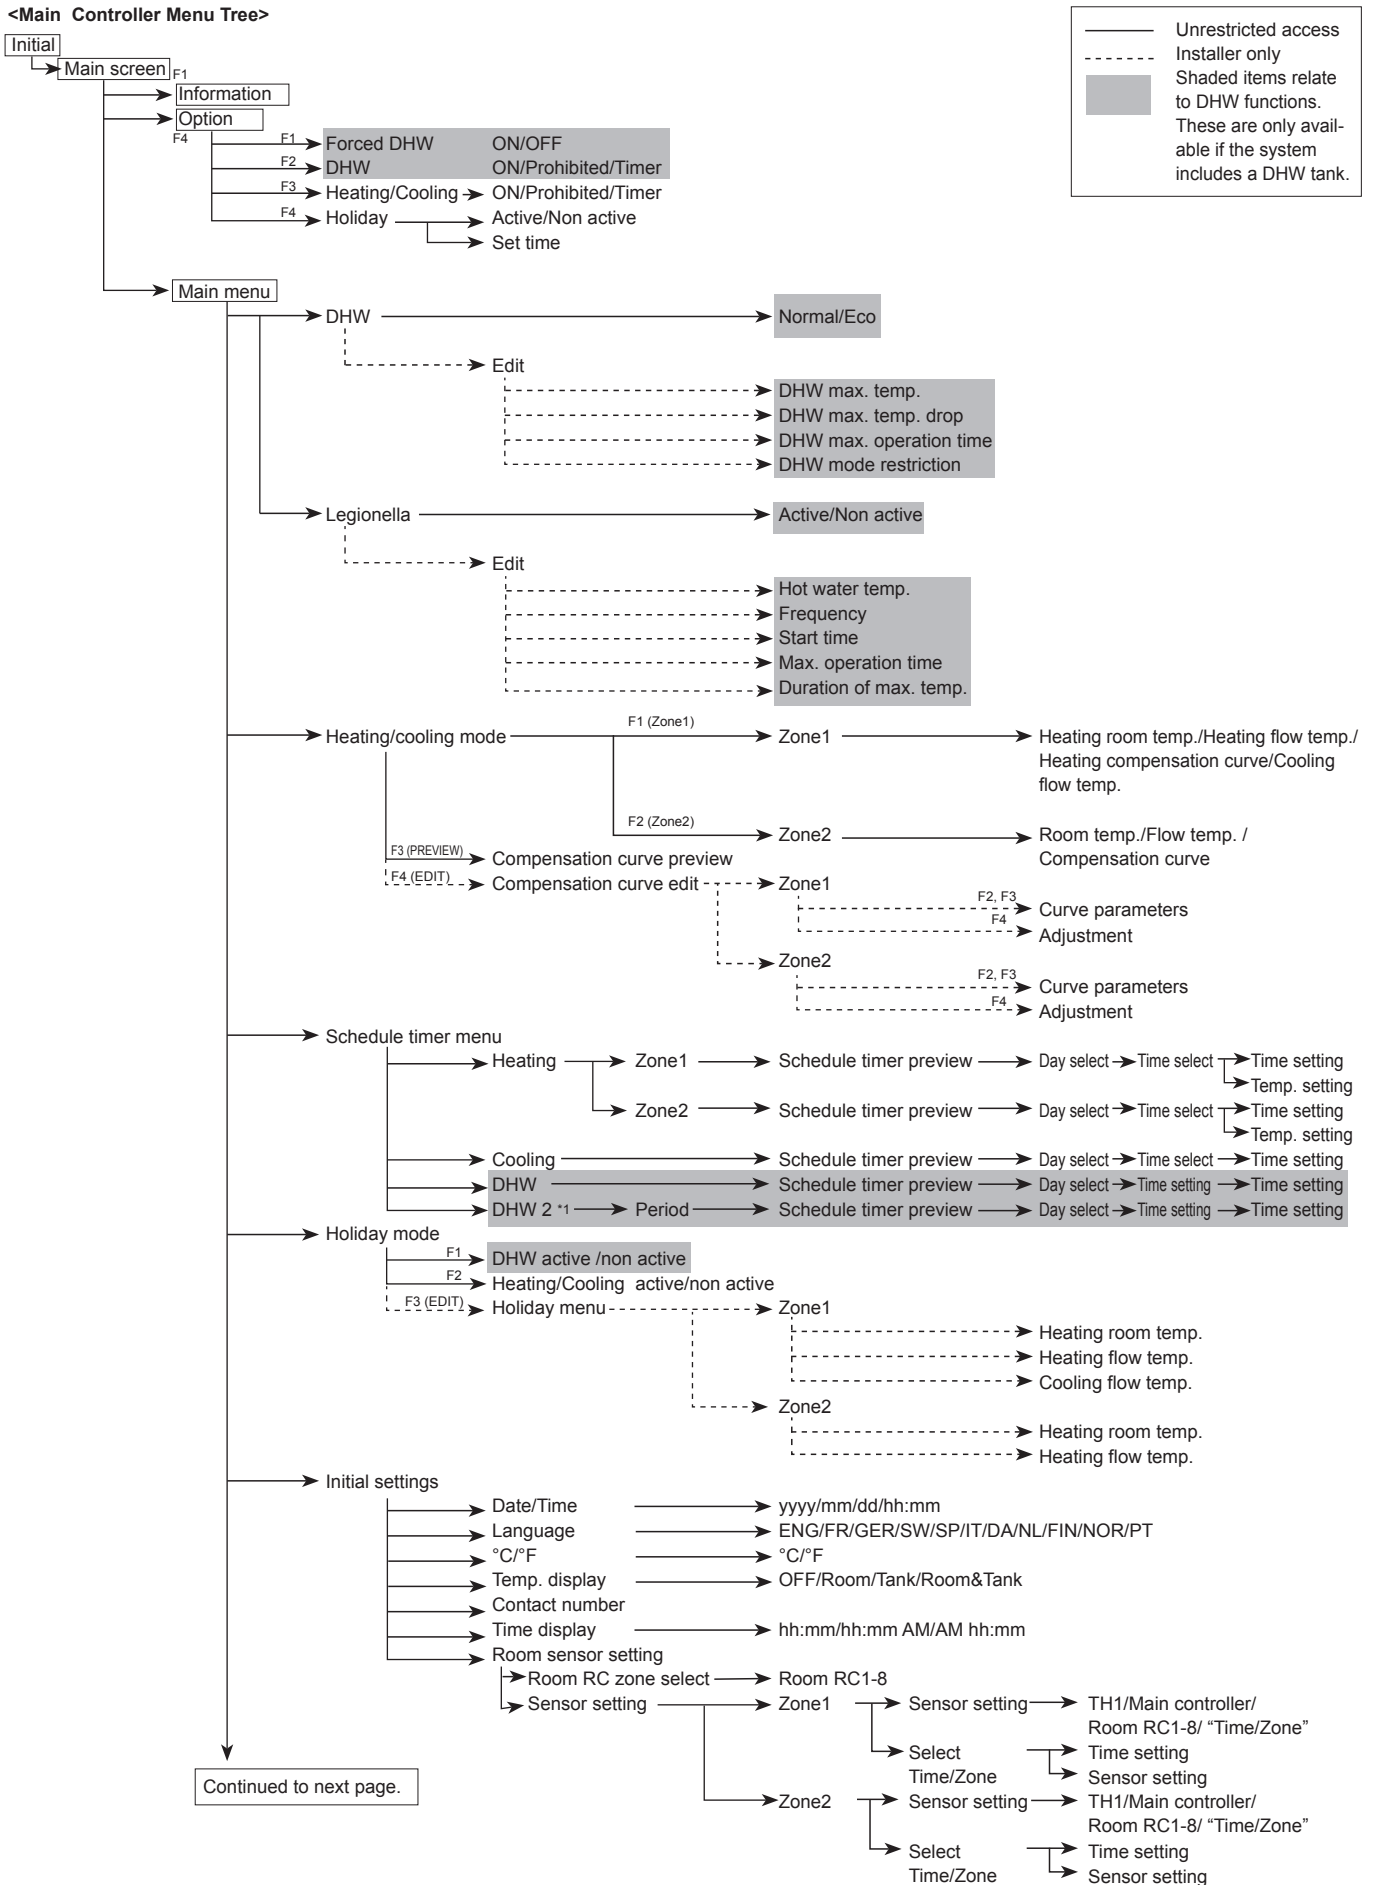 <Main Controller Menu Tree>
Initial
Main screen F1
Information
Option
F4
F1 Forced DHW ON/OFF
F2 DHW ON/Prohibited/Timer
F3 Heating/Cooling ON/Prohibited/Timer
F4 Holiday Active/Non active
Set time
Unrestricted access
Installer only
Shaded items relate
to DHW functions.
These are only avail-
able if the system
includes a DHW tank.
Main menu
DHW Normal/Eco
Edit
DHW max. temp.
DHW max. temp. drop
DHW max. operation time
DHW mode restriction
Legionella Active/Non active
Edit
Hot water temp.
Frequency
Start time
Max. operation time
Duration of max. temp.
Heating/cooling mode F1 (Zone1) Zone1 Heating room temp./Heating flow temp./
Heating compensation curve/Cooling
flow temp.
F2 (Zone2) Zone2 Room temp./Flow temp. /
Compensation curve
F3 (PREVIEW) Compensation curve preview
F4 (EDIT) Compensation curve edit Zone1
F2, F3 Curve parameters
F4 Adjustment
Zone2
F2, F3 Curve parameters
F4 Adjustment
Schedule timer menu
Heating Zone1 Schedule timer preview Day select Time select Time setting
Temp. setting
Zone2 Schedule timer preview Day select Time select Time setting
Temp. setting
Cooling Schedule timer preview Day select Time select Time setting
DHW Schedule timer preview Day select Time setting Time setting
DHW 2 *1 Period Schedule timer preview Day select Time setting Time setting
Holiday mode
F1 DHW active /non active
F2 Heating/Cooling active/non active
F3 (EDIT) Holiday menu Zone1
Heating room temp.
Heating flow temp.
Cooling flow temp.
Zone2
Heating room temp.
Heating flow temp.
Initial settings
Date/Time yyyy/mm/dd/hh:mm
Language ENG/FR/GER/SW/SP/IT/DA/NL/FIN/NOR/PT
°C/°F °C/°F
Temp. display OFF/Room/Tank/Room&Tank
Contact number
Time display hh:mm/hh:mm AM/AM hh:mm
Room sensor setting
Room RC zone select Room RC1-8
Sensor setting Zone1 Sensor setting TH1/Main controller/
Room RC1-8/ “Time/Zone”
Select Time setting
Time/Zone Sensor setting
Zone2 Sensor setting TH1/Main controller/
Room RC1-8/ “Time/Zone”
Select Time setting
Time/Zone Sensor setting
Continued to next page.